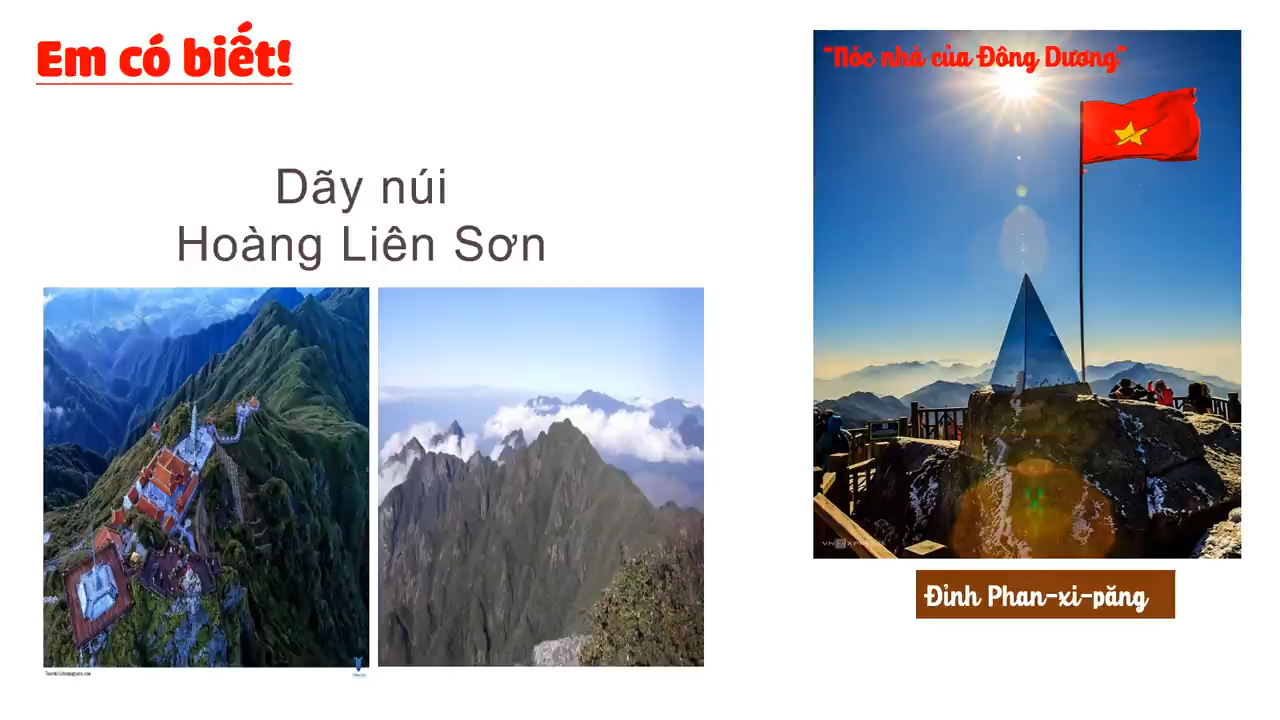 Em có biết!
Dãy núi
Hoàng Liên Sơn
“Nóc nhà của Đông Dương”
Đỉnh Phan-xi-păng